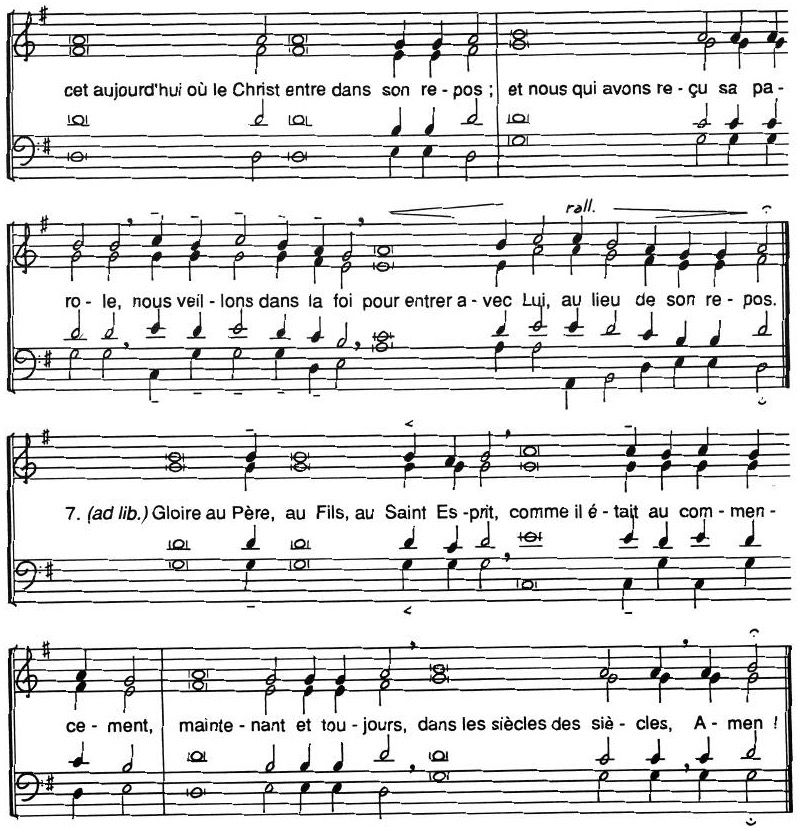 cet aujourd'hui où le Christ entre dans son re - pos ; et nous qui avons re - çu sa pa -
rall.
ro - le, nous veil - lons dans la foi pour entrer a - vec Lui, au lieu de son re - pos.
7. (ad lib.) Gloire au Père, au Fils, au Saint Es - prit, comme il é - tait au com - men -
ce - ment, mainte - nant et tou - jours, dans les siècles des siè - cles, A - men !